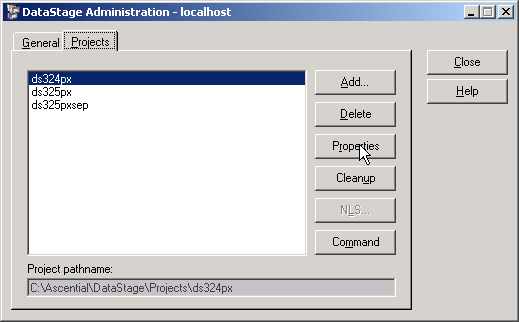 DataStage Administration - localhost
General Projects
ds324px
ds325px
ds325pxsep
Add...
Delete
Properties
Cleanup
NLS...
Command
Close
Help
Project pathname:
C:\Ascential\DataStage\Projects\ds324px